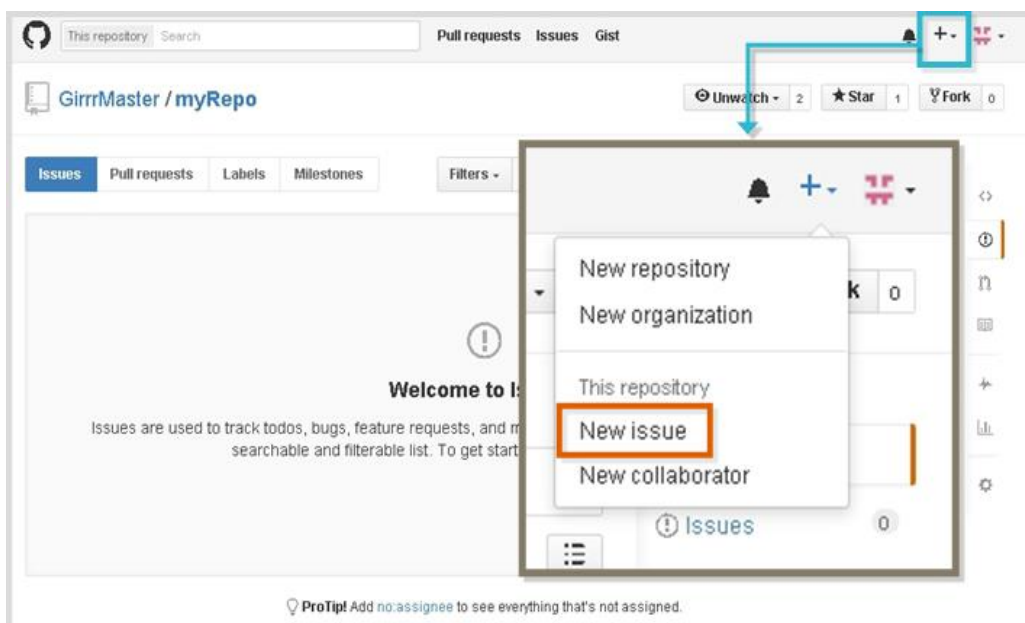 This repository Search Pull requests Issues Gist
GirrrMaster / myRepo
Unwatch 2 Star 1 Fork 0
Issues Pull requests Labels Milestones Filters
New repository
k 0
New organization
Welcome to
This repository
Issues are used to track todos, bugs, feature requests, and
New issue
searchable and filterable list. To get start
New collaborator
Issues 0
ProTip! Add no:assignee to see everything that's not assigned.